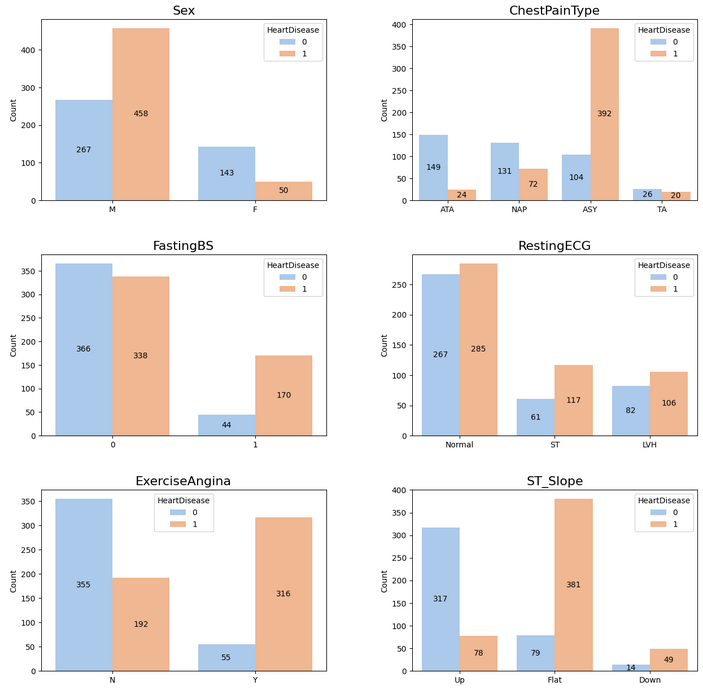 Sex
HeartDisease
0
1
Count
400
300
200
100
0
267
458
143
50
M
F
ChestPainType
HeartDisease
0
1
Count
400
350
300
250
200
150
100
50
0
149
24
131
72
104
392
26
20
ATA
NAP
ASY
TA
FastingBS
HeartDisease
0
1
Count
350
300
250
200
150
100
50
0
366
338
44
170
0
1
RestingECG
HeartDisease
0
1
Count
250
200
150
100
50
0
267
285
61
117
82
106
Normal
ST
LVH
ExerciseAngina
HeartDisease
0
1
Count
350
300
250
200
150
100
50
0
355
192
55
316
N
Y
ST_Slope
HeartDisease
0
1
Count
400
350
300
250
200
150
100
50
0
317
78
79
381
14
49
Up
Flat
Down